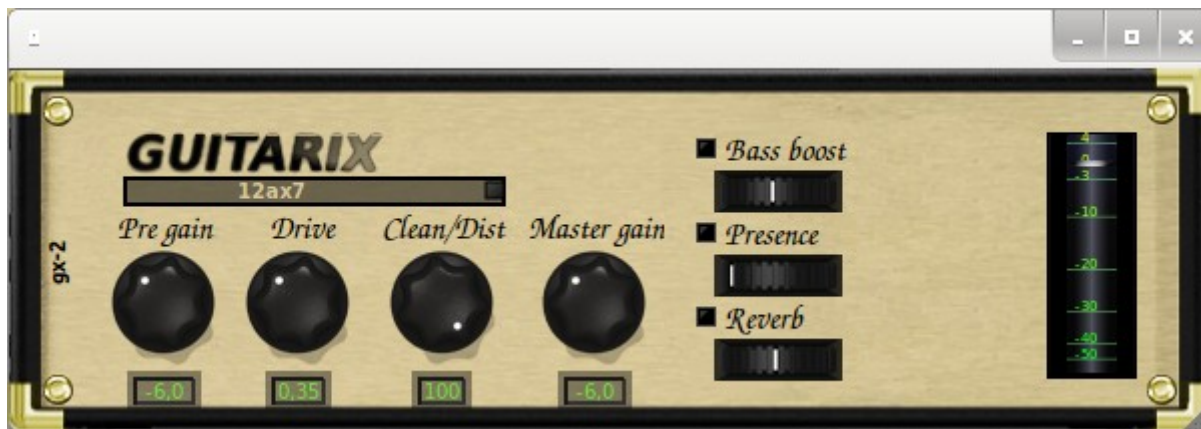 GUITARIX
12ax7
Pre gain Drive Clean/Dist Master gain
-6,0 0,35 100 -6,0
gx-2
Bass boost
Presence
Reverb
4
0
-3
-10
-20
-30
-40
-50